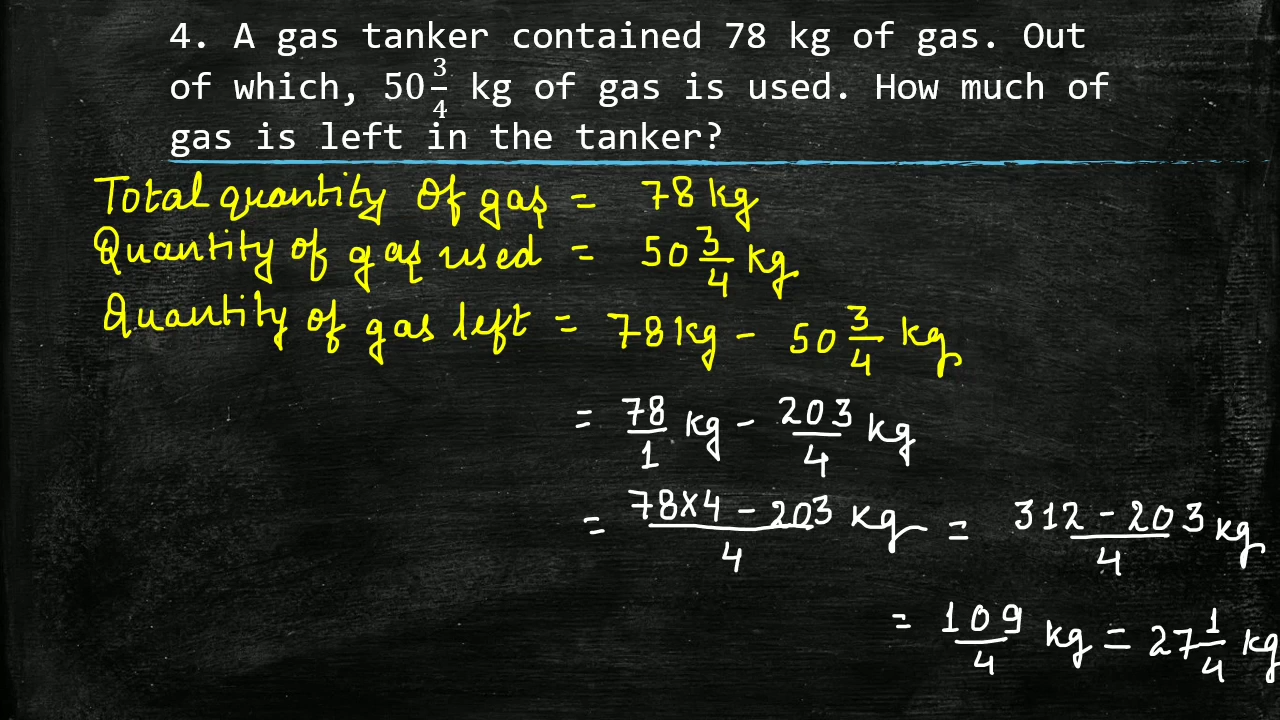 4. A gas tanker contained 78 kg of gas. Out
of which, 50 3/4 kg of gas is used. How much of
gas is left in the tanker?
Total quantity of gas = 78 kg
Quantity of gas used = 50 3/4 kg
Quantity of gas left = 78 kg - 50 3/4 kg
= 78/1 kg - 203/4 kg
= (78×4 - 203)/4 kg = (312 - 203)/4 kg
= 109/4 kg = 27 1/4 kg